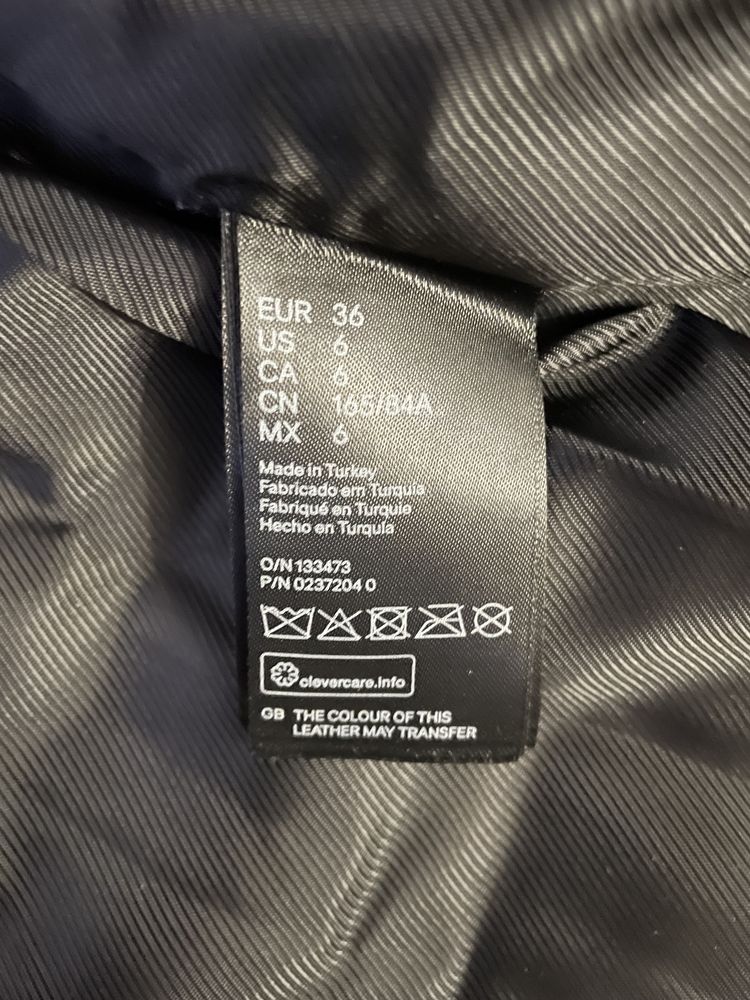 EUR 36
US 6
CA 6
CN 165/84A
MX 6
Made in Turkey
Fabricado em Turquia
Fabriqué en Turquie
Hecho en Turquía
O/N 133473
P/N 0237204 0
clevercare.info
GB THE COLOUR OF THIS
LEATHER MAY TRANSFER